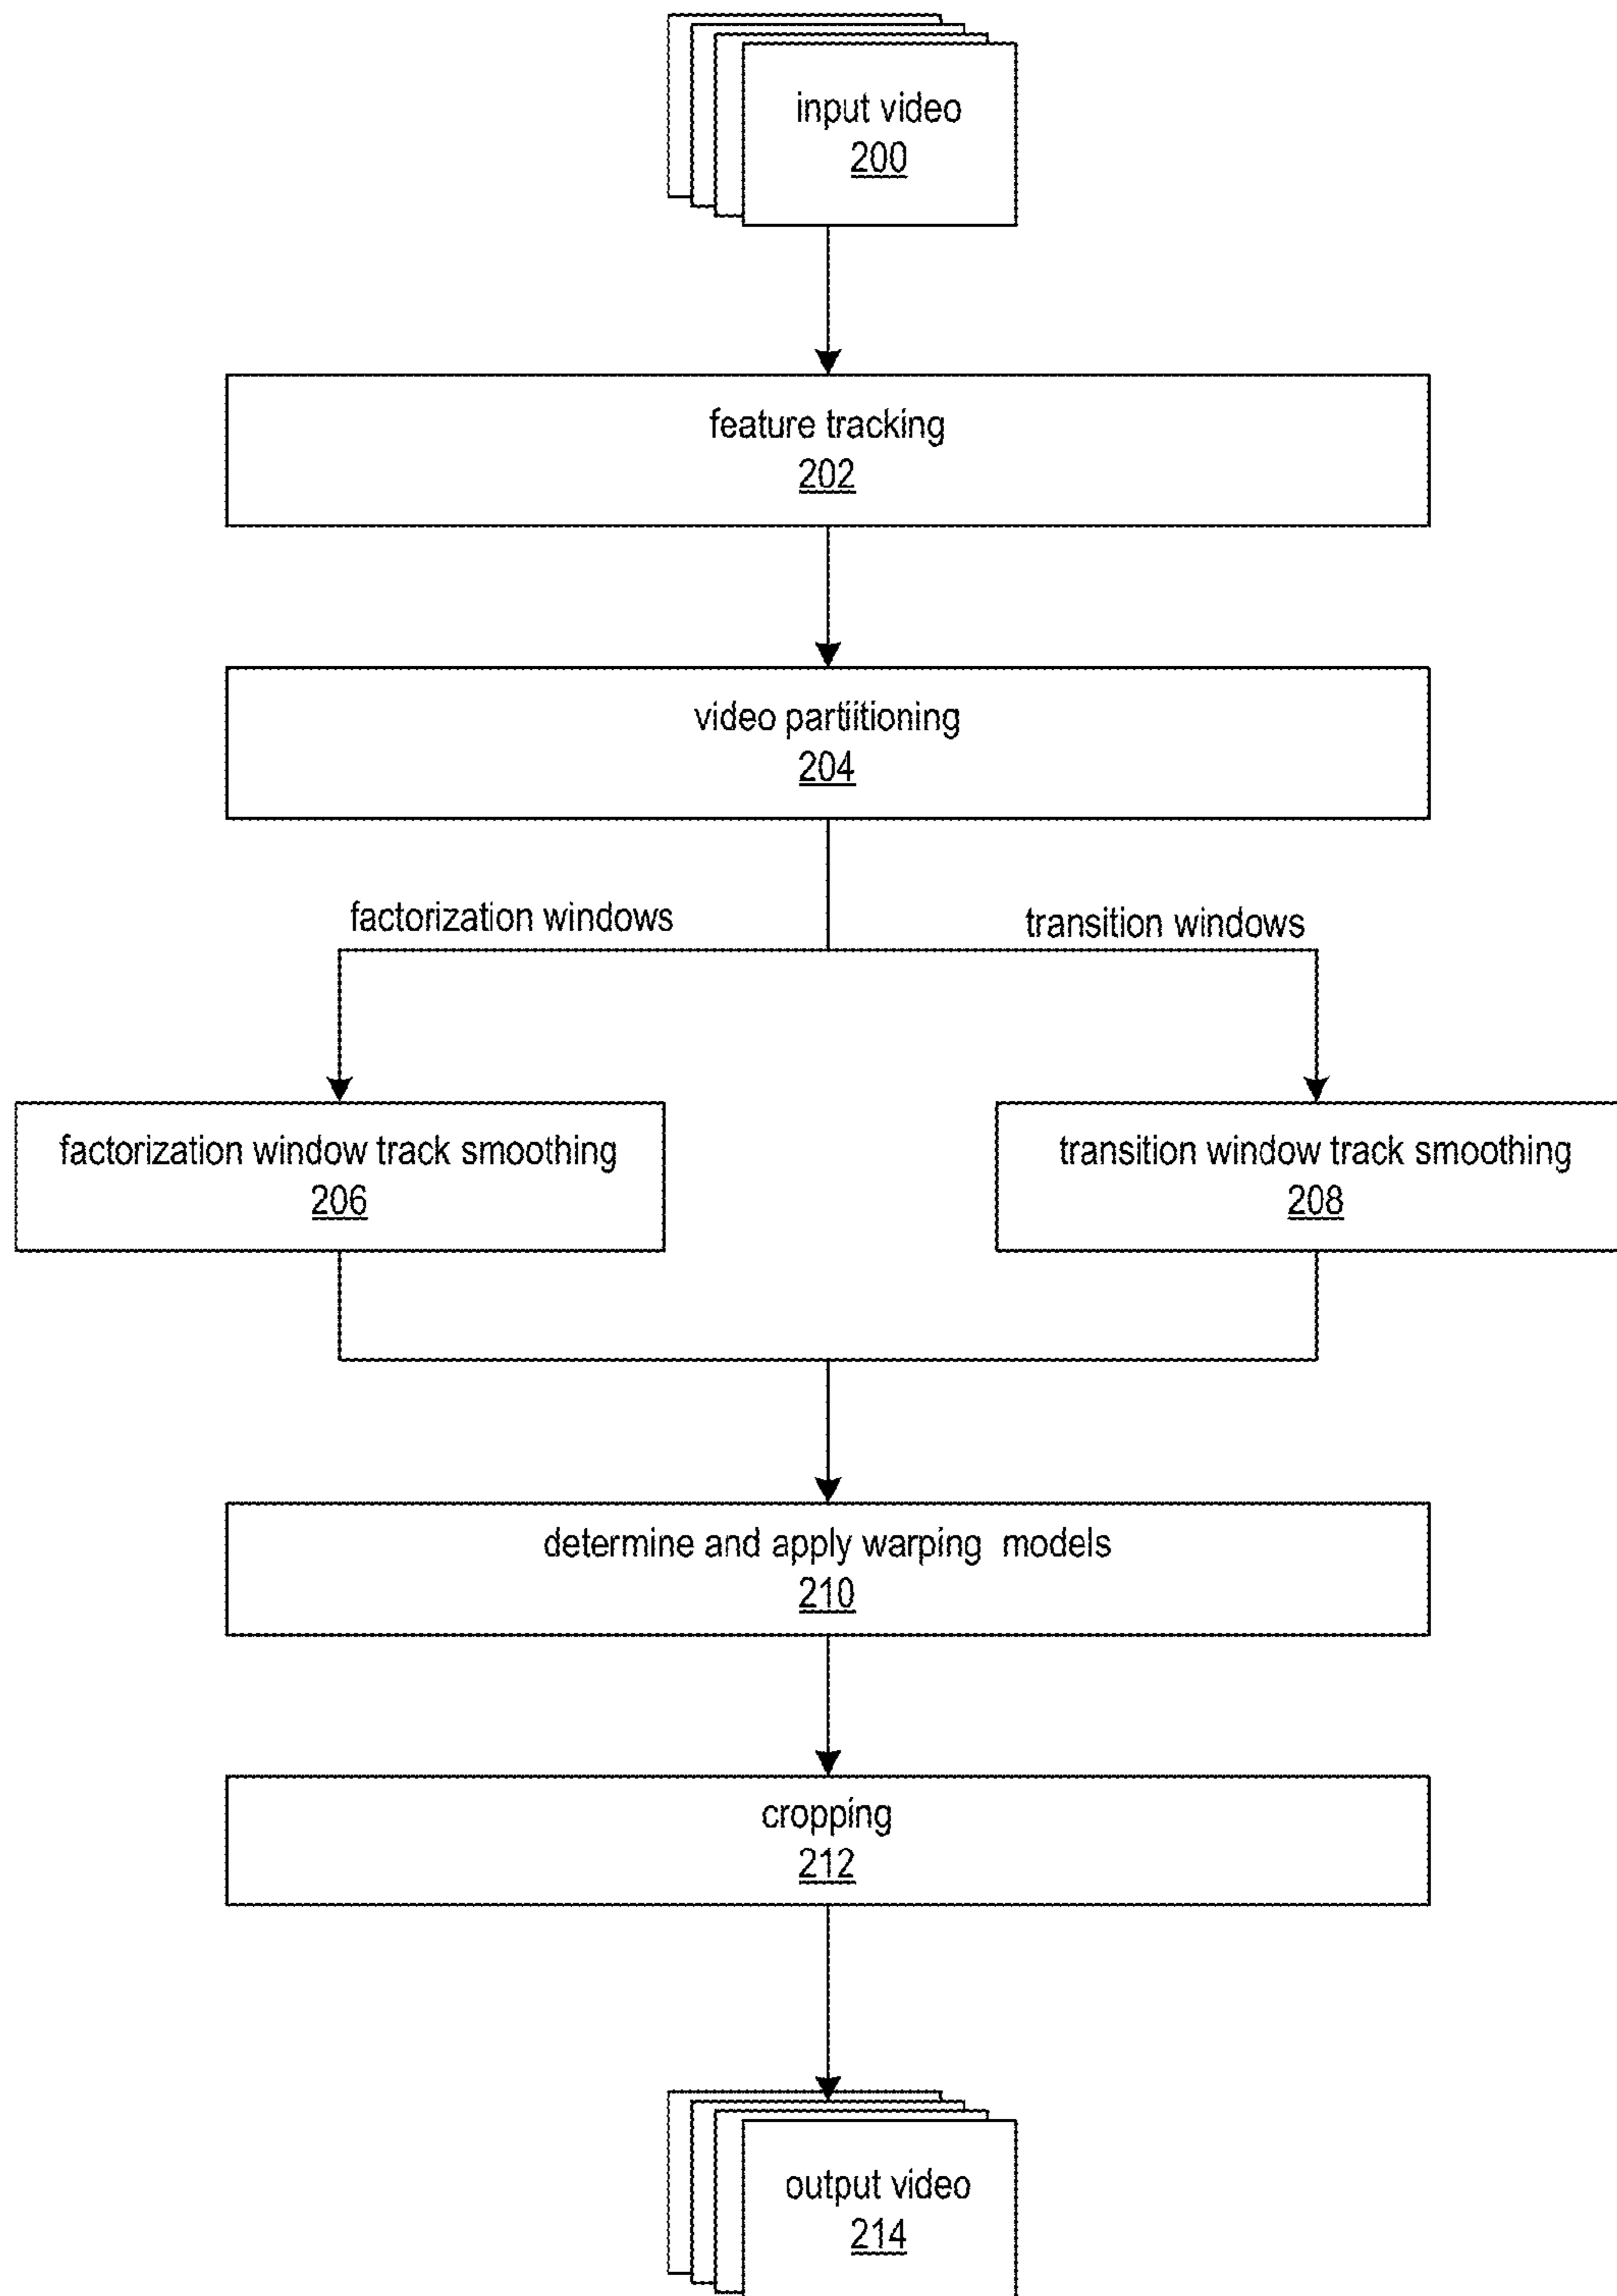 input video
200
feature tracking
202
video partiitioning
204
factorization windows
transition windows
factorization window track smoothing
206
transition window track smoothing
208
determine and apply warping models
210
cropping
212
output video
214